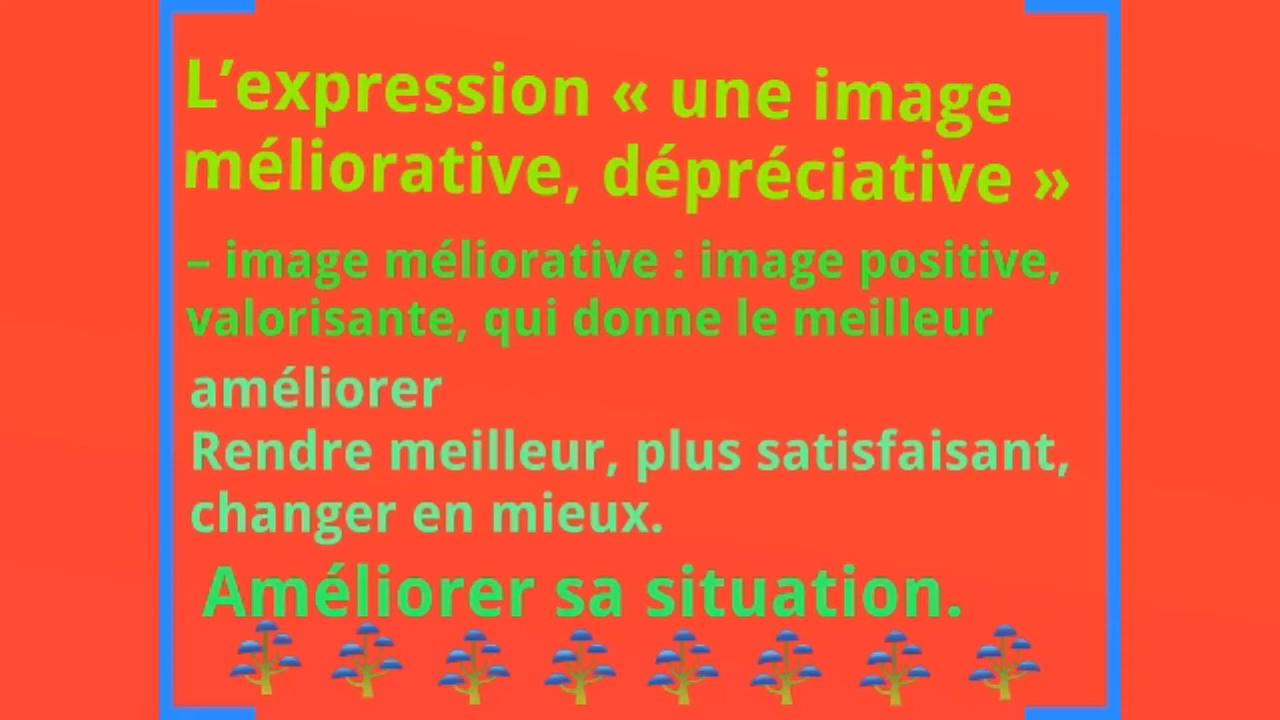 L’expression « une image
méliorative, dépréciative »
– image méliorative : image positive,
valorisante, qui donne le meilleur
améliorer
Rendre meilleur, plus satisfaisant,
changer en mieux.
Améliorer sa situation.